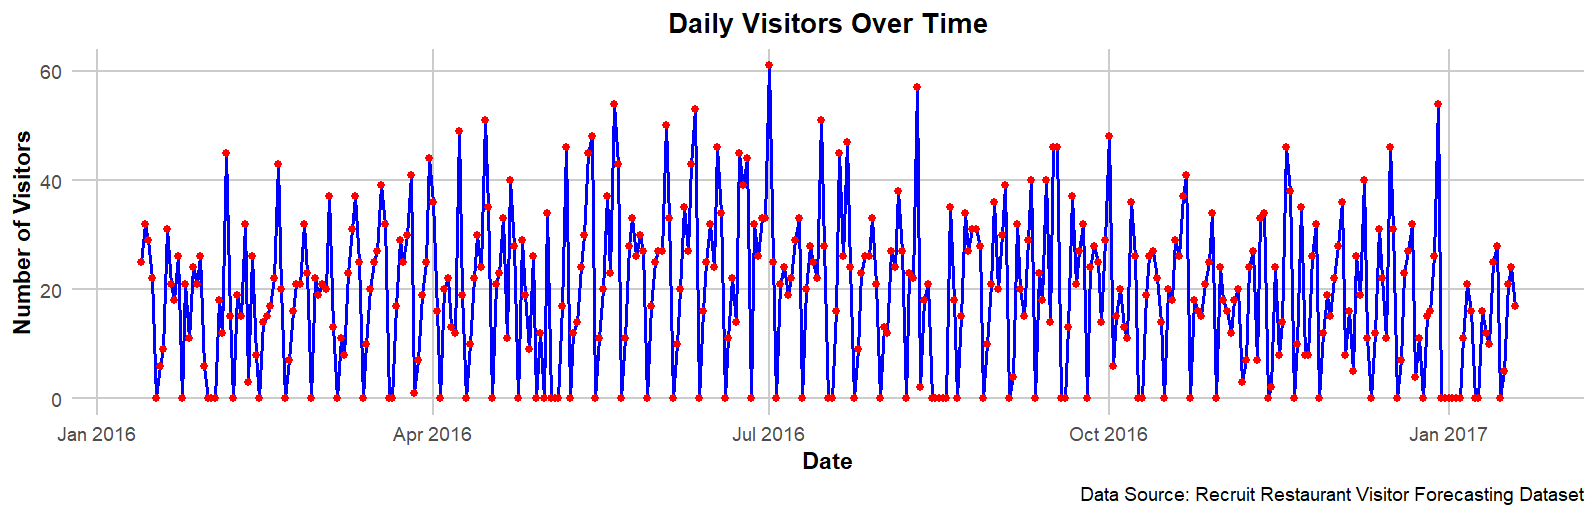 Daily Visitors Over Time
Number of Visitors
60
40
20
0
Jan 2016
Apr 2016
Jul 2016
Oct 2016
Jan 2017
Date
Data Source: Recruit Restaurant Visitor Forecasting Dataset